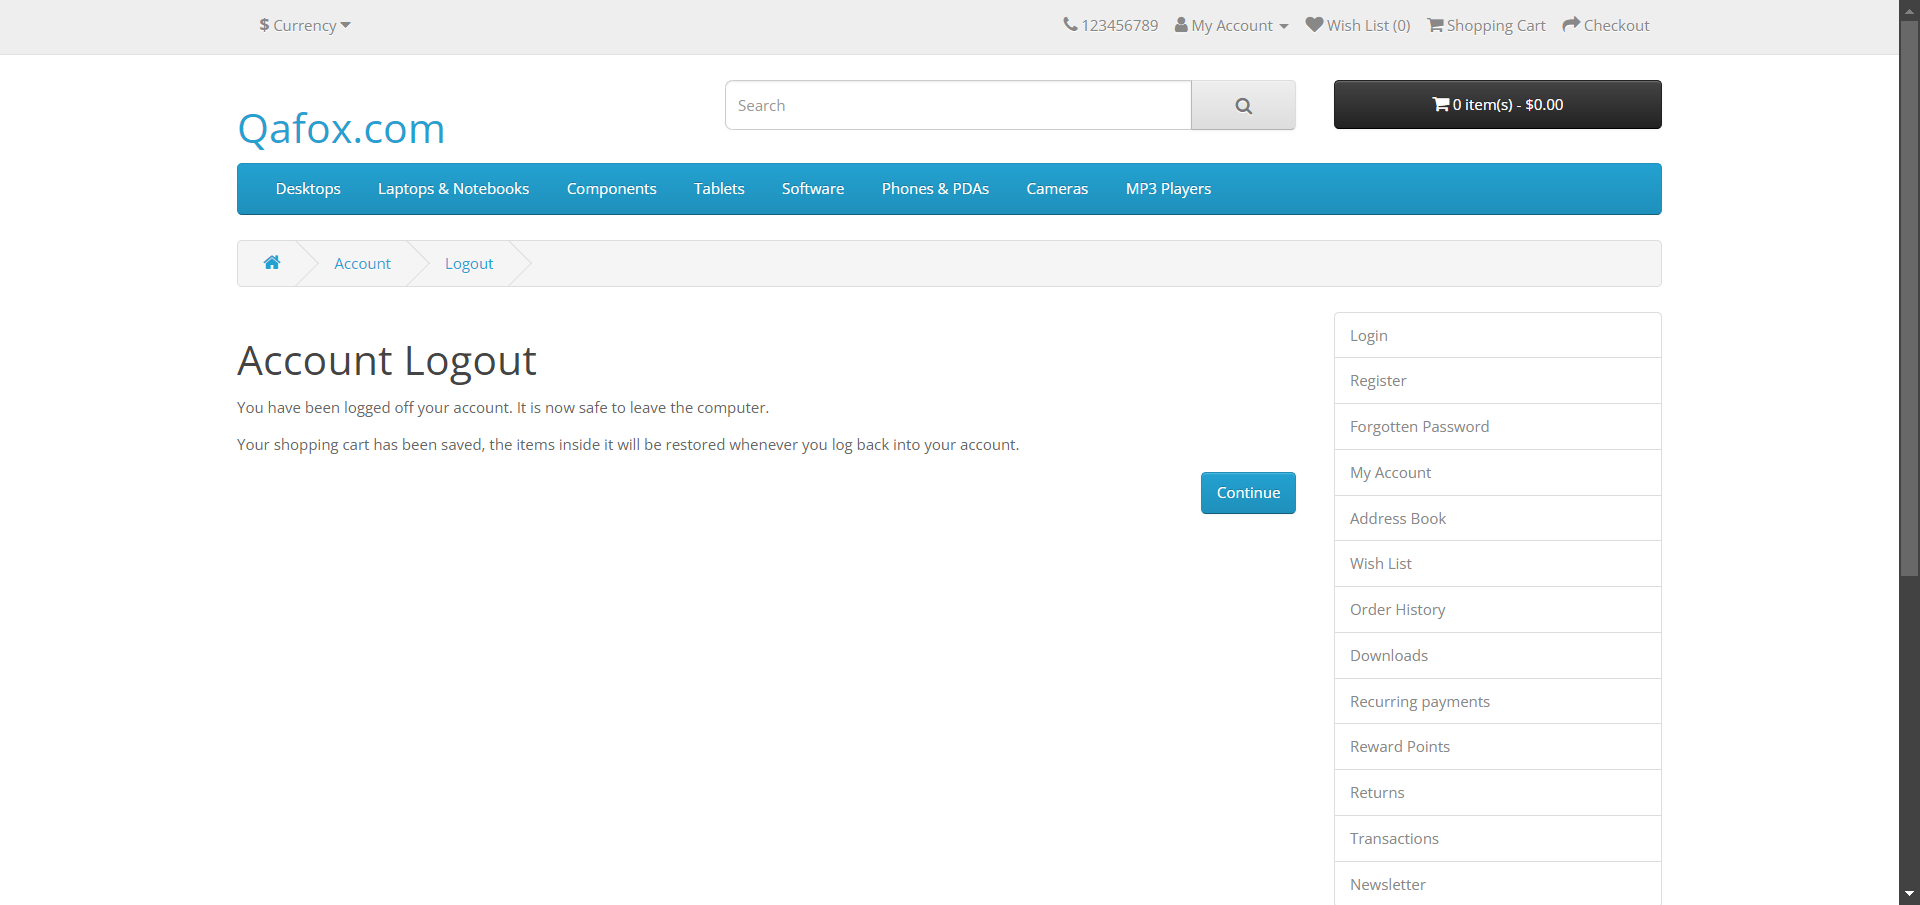 $ Currency
123456789 My Account Wish List (0) Shopping Cart Checkout
Qafox.com
Search
0 item(s) - $0.00
Desktops Laptops & Notebooks Components Tablets Software Phones & PDAs Cameras MP3 Players
Account Logout
Account Logout
You have been logged off your account. It is now safe to leave the computer.
Your shopping cart has been saved, the items inside it will be restored whenever you log back into your account.
Continue
Login
Register
Forgotten Password
My Account
Address Book
Wish List
Order History
Downloads
Recurring payments
Reward Points
Returns
Transactions
Newsletter